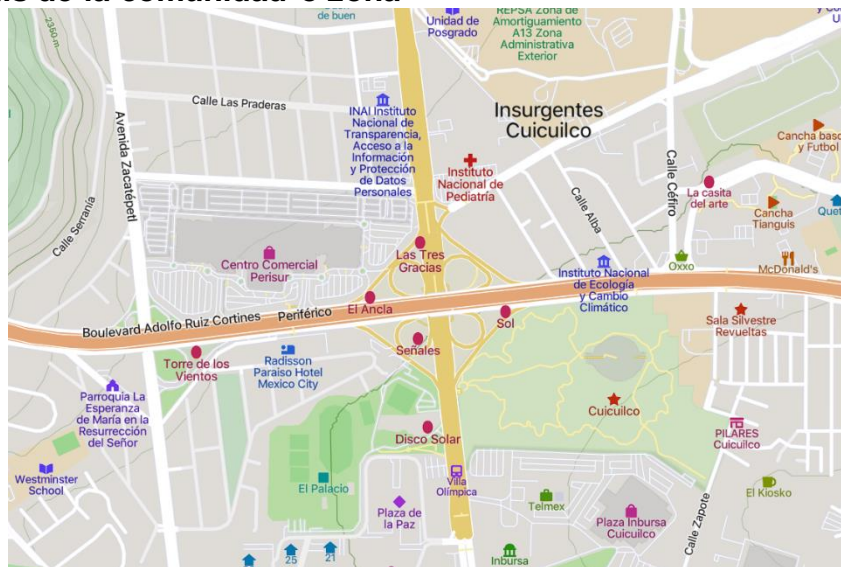 de la comunidad o zona
2360 m
de buen
Unidad de
Posgrado
REPSA Zona de
Amortiguamiento
A13 Zona
Administrativa
Exterior
Avenida Zacatépetl
Calle Las Praderas
INAI Instituto
Nacional de
Transparencia,
Acceso a la
Información
y Protección
de Datos
Personales
Insurgentes
Cuicuilco
Instituto
Nacional de
Pediatría
Calle Céfiro
Cancha basq
y Futbol
La casita
del arte
Cancha
Tianguis
Quet
Calle Alba
Calle Serranía
Las Tres
Gracias
Centro Comercial
Perisur
Instituto Nacional
de Ecología
y Cambio
Climático
Oxxo
McDonald's
El Ancla
Boulevard Adolfo Ruiz Cortines
Periférico
Sol
Sala Silvestre
Revueltas
Señales
Torre de los
Vientos
Radisson
Paraiso Hotel
Mexico City
Parroquia La
Esperanza
de María en la
Resurrección
del Señor
Cuicuilco
Disco Solar
PILARES
Cuicuilco
Westminster
School
El Palacio
Villa
Olímpica
Plaza de
la Paz
Telmex
Plaza Inbursa
Cuicuilco
El Kiosko
Calle Zapote
25
21
Inbursa